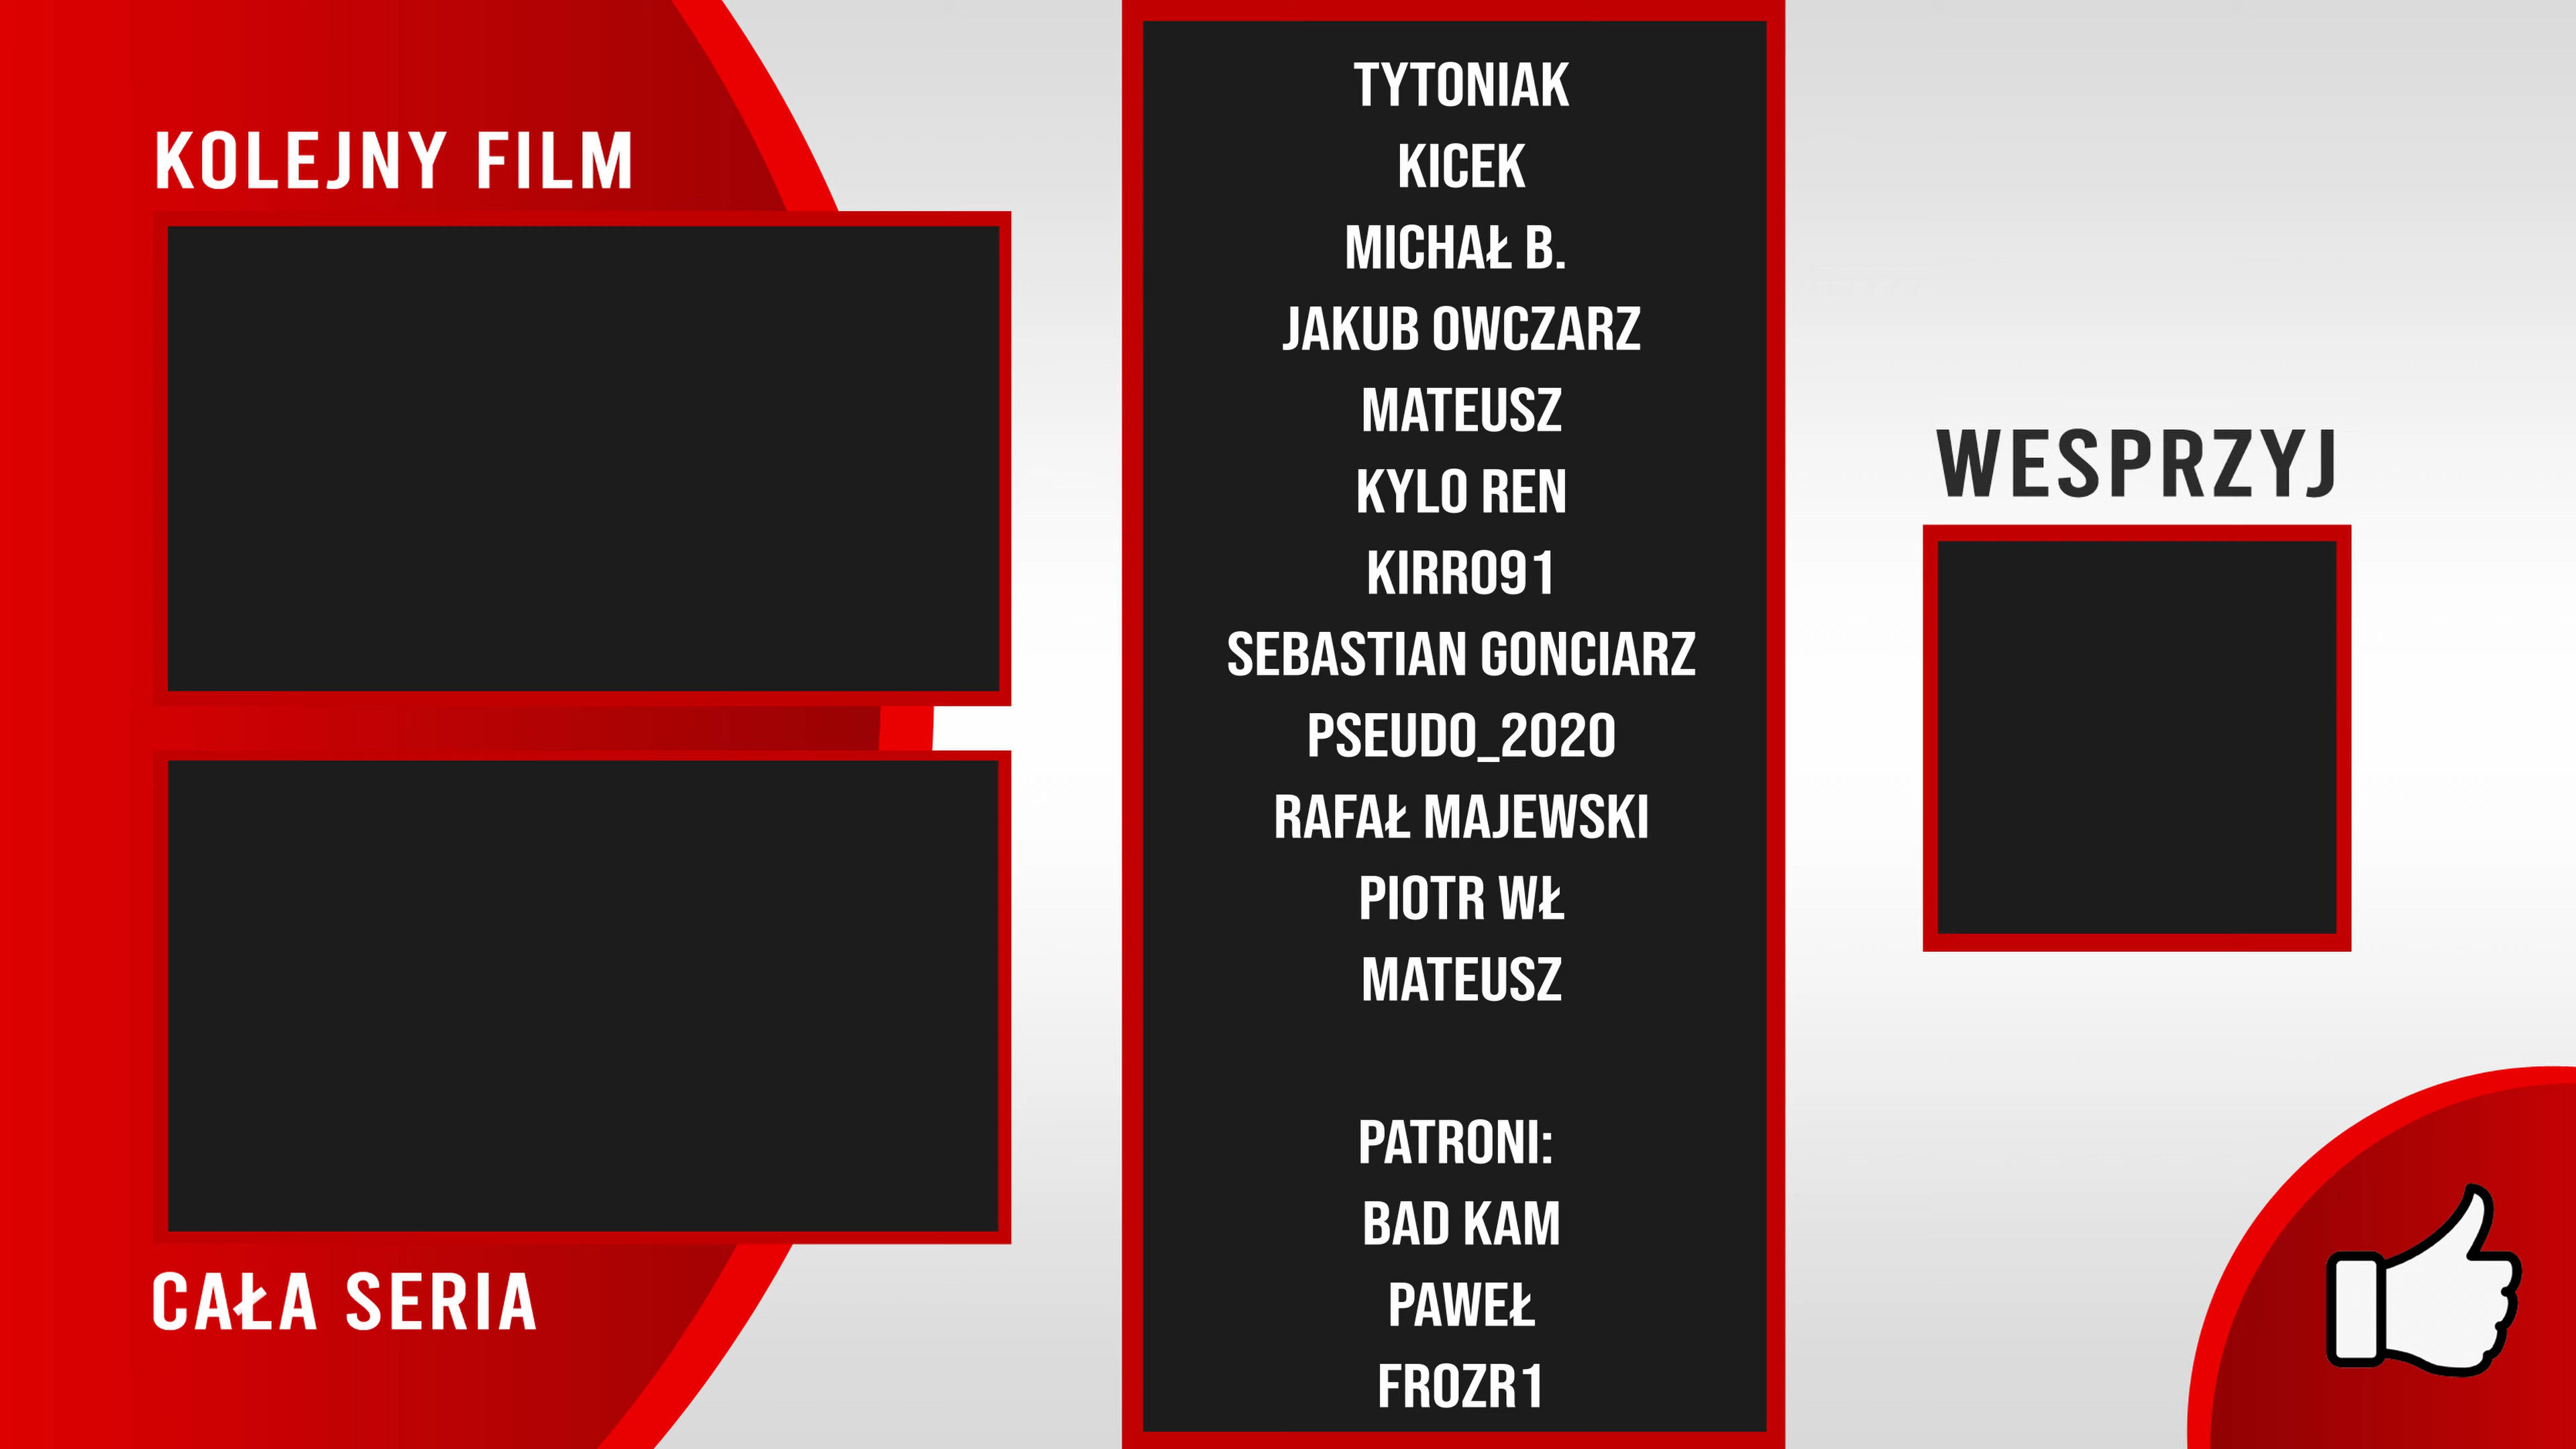 KOLEJNY FILM
CAŁA SERIA
TYTONIAK
KICEK
MICHAŁ B.
JAKUB OWCZARZ
MATEUSZ
KYLO REN
KIRRO91
SEBASTIAN GONCIARZ
PSEUDO_2020
RAFAŁ MAJEWSKI
PIOTR WŁ
MATEUSZ
PATRONI:
BAD KAM
PAWEŁ
FROZR1
WESPRZYJ